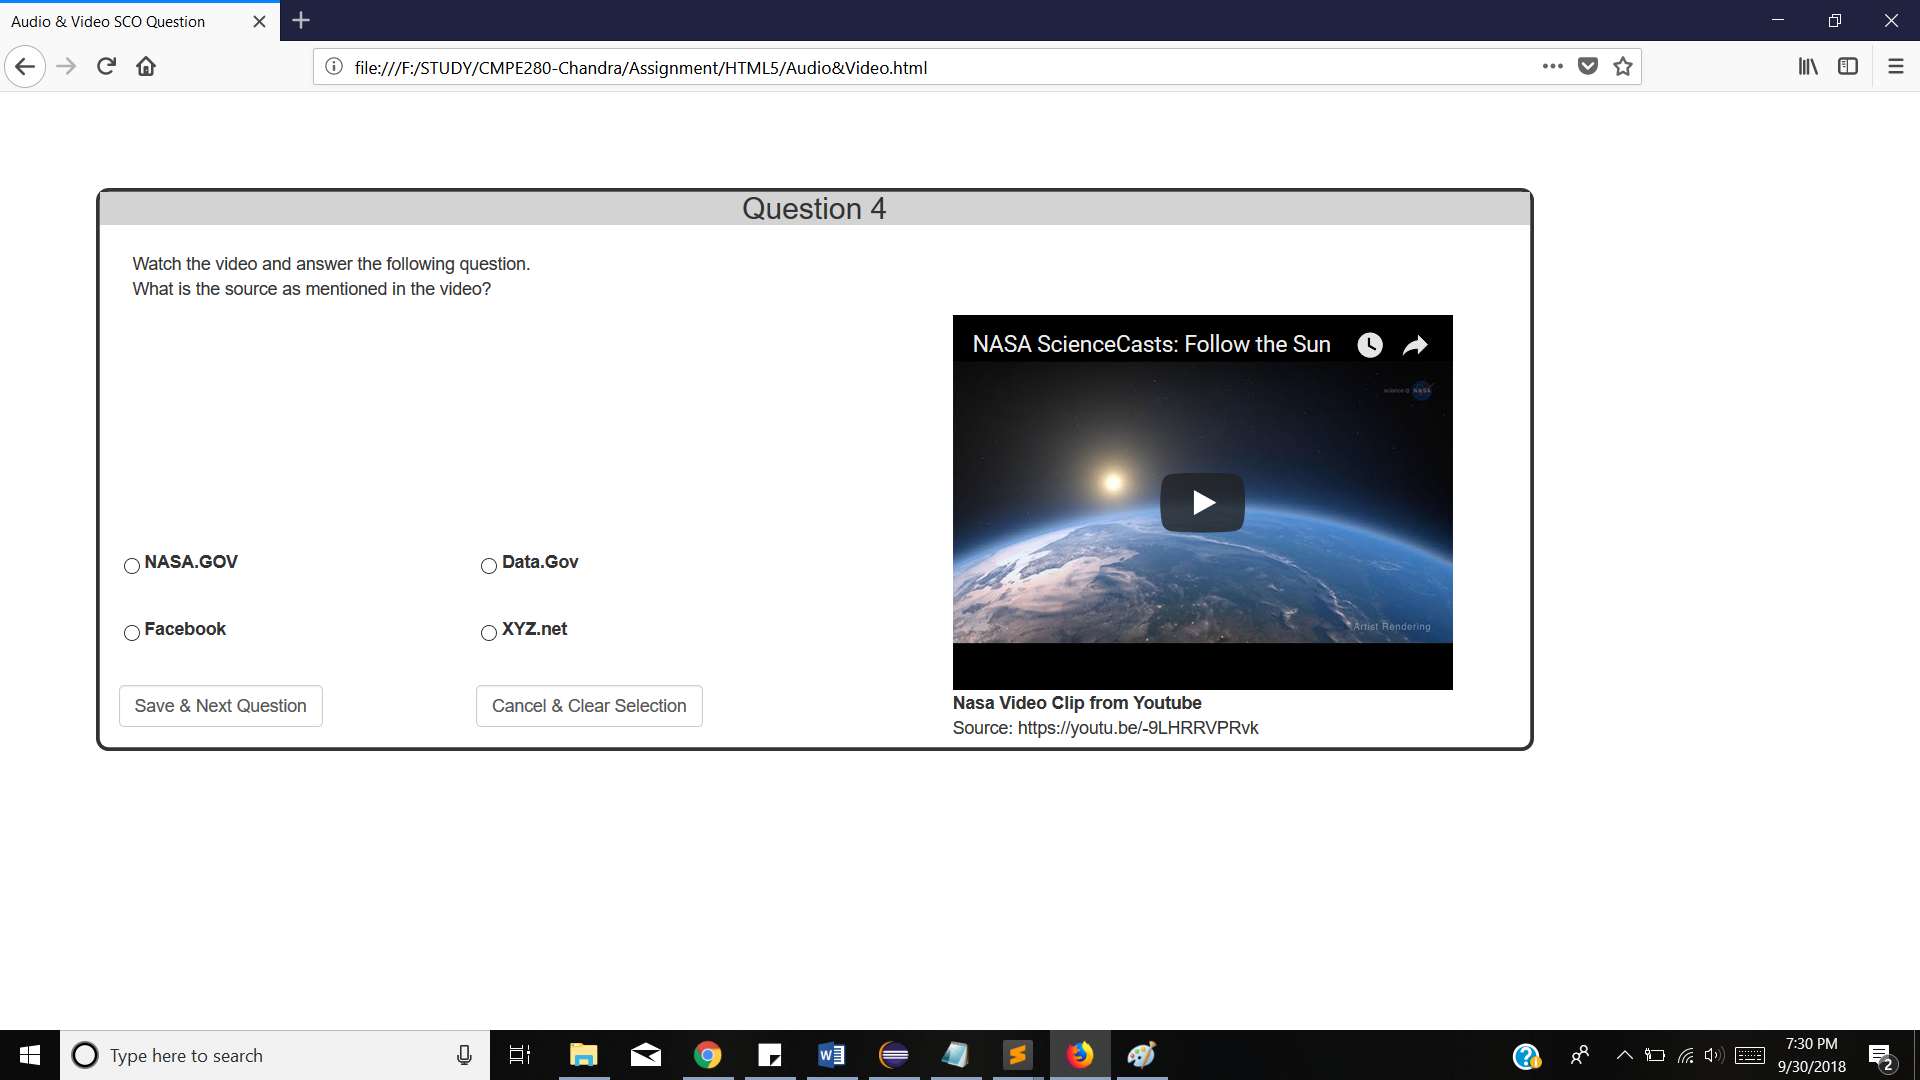 Audio & Video SCO Question
file:///F:/STUDY/CMPE280-Chandra/Assignment/HTML5/Audio&Video.html
Question 4
Watch the video and answer the following question.
What is the source as mentioned in the video?
NASA ScienceCasts: Follow the Sun
science @ NASA
Artist Rendering
NASA.GOV
Data.Gov
Facebook
XYZ.net
Save & Next Question
Cancel & Clear Selection
Nasa Video Clip from Youtube
Source: https://youtu.be/-9LHRRVPRvk
Type here to search
7:30 PM
9/30/2018
2